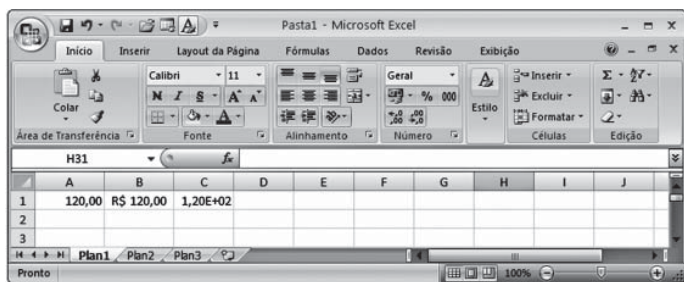 Pasta1 - Microsoft Excel
Início Inserir Layout da Página Fórmulas Dados Revisão Exibição
Colar
Calibri 11
N I S A A
A
Geral
% 000
,00 ,00
Estilo
Inserir
Excluir
Formatar
Σ
Área de Transferência Fonte Alinhamento Número Células Edição
H31 fx
A B C D E F G H I J
1 120,00 R$ 120,00 1,20E+02
2
3
Plan1 Plan2 Plan3
Pronto 100%